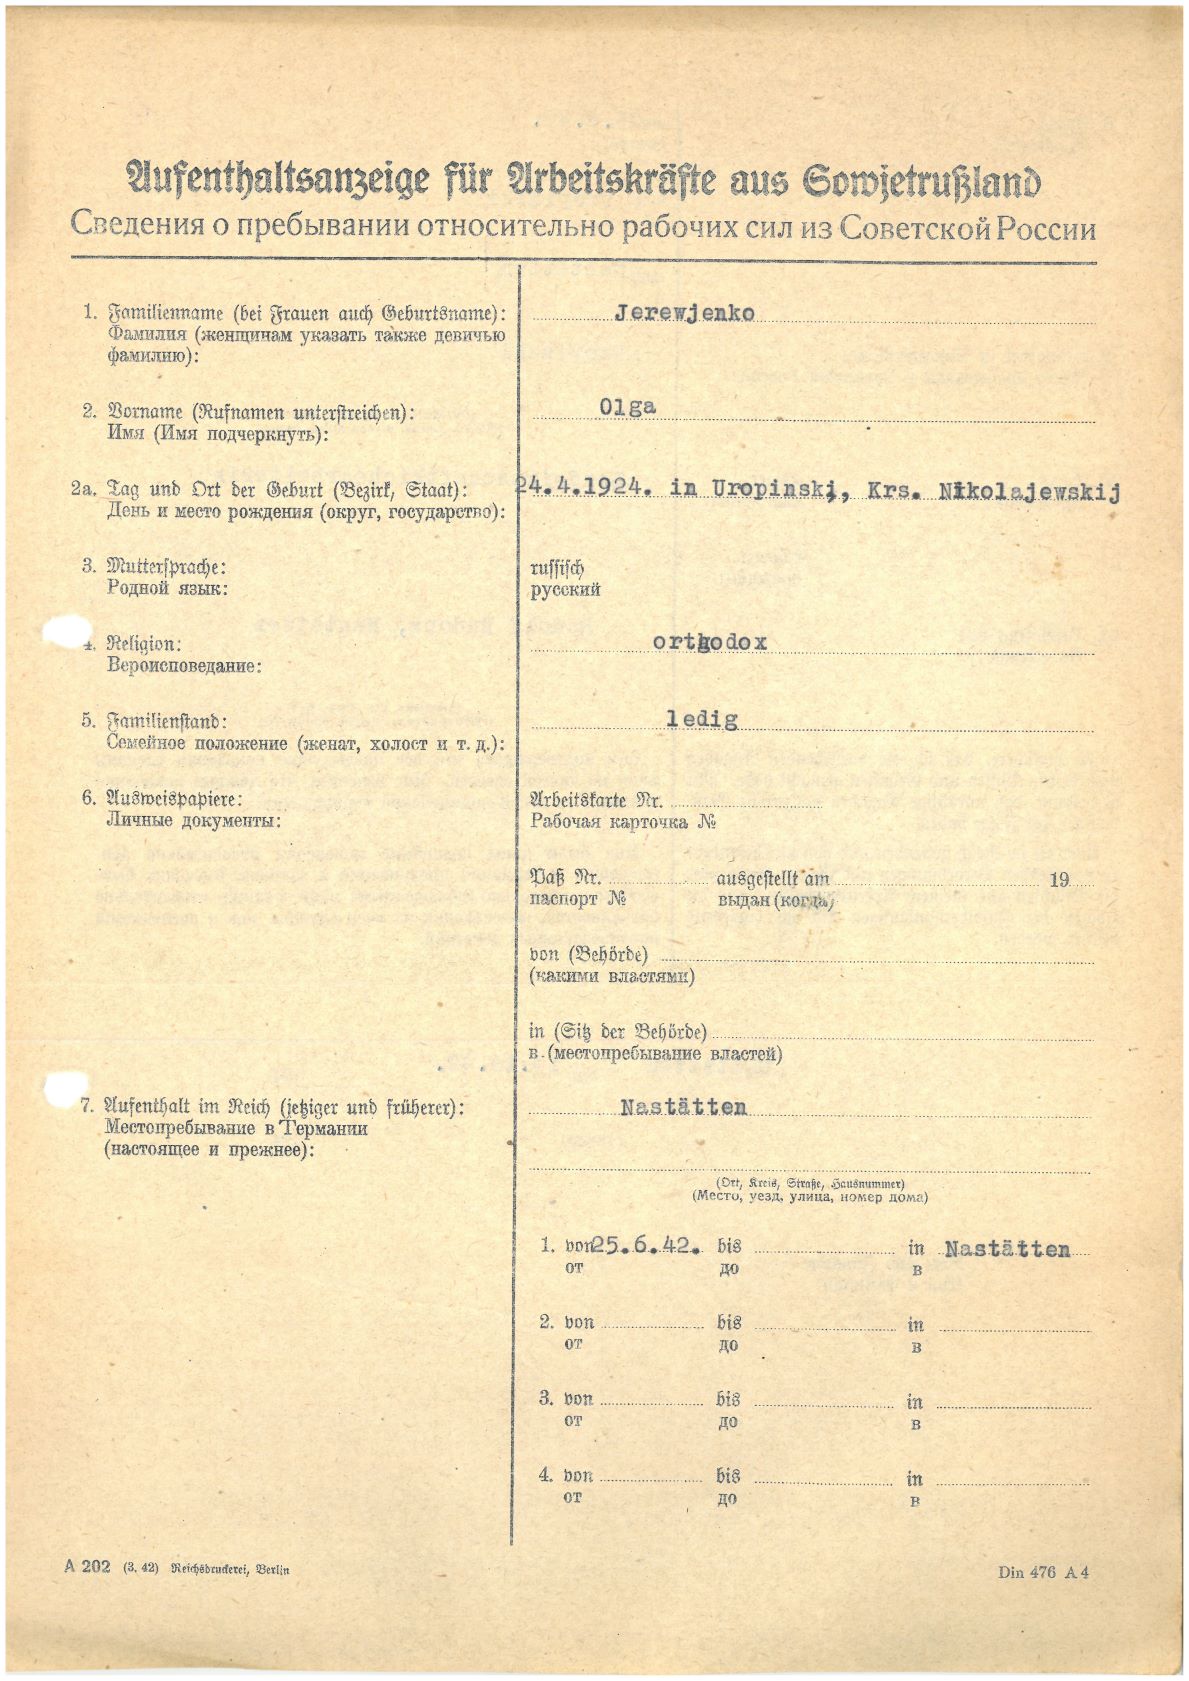 Aufenthaltsanzeige für Arbeitskräfte aus Sowjetrußland
Сведения о пребывании относительно рабочих сил из Советской России
1. Familienname (bei Frauen auch Geburtsname): Jerewjenko
Фамилия (женщинам указать также девичью
фамилию):
2. Vorname (Rufnamen unterstreichen): Olga
Имя (Имя подчеркнуть):
2a. Tag und Ort der Geburt (Bezirk, Staat): 24.4.1924. in Uropinski, Krs. Nikolajewskij
День и место рождения (округ, государство):
3. Muttersprache: russisch
Родной язык: русский
4. Religion: orthodox
Вероисповедание:
5. Familienstand: ledig
Семейное положение (женат, холост и т. д.):
6. Ausweispapiere: Arbeitskarte Nr.
Личные документы: Рабочая карточка №
Paß Nr. ausgestellt am 19
паспорт № выдан (когда)
von (Behörde)
(какими властями)
in (Sitz der Behörde)
в (местопребывание властей)
7. Aufenthalt im Reich (jetziger und früherer): Nastätten
Местопребывание в Германии
(настоящее и прежнее):
(Ort, Kreis, Straße, Hausnummer)
(Место, уезд, улица, номер дома)
1. von 25.6.42. bis in Nastätten
от до в
2. von bis in
от до в
3. von bis in
от до в
4. von bis in
от до в
A 202 (3. 42) Reichsdruckerei, Berlin Din 476 A 4